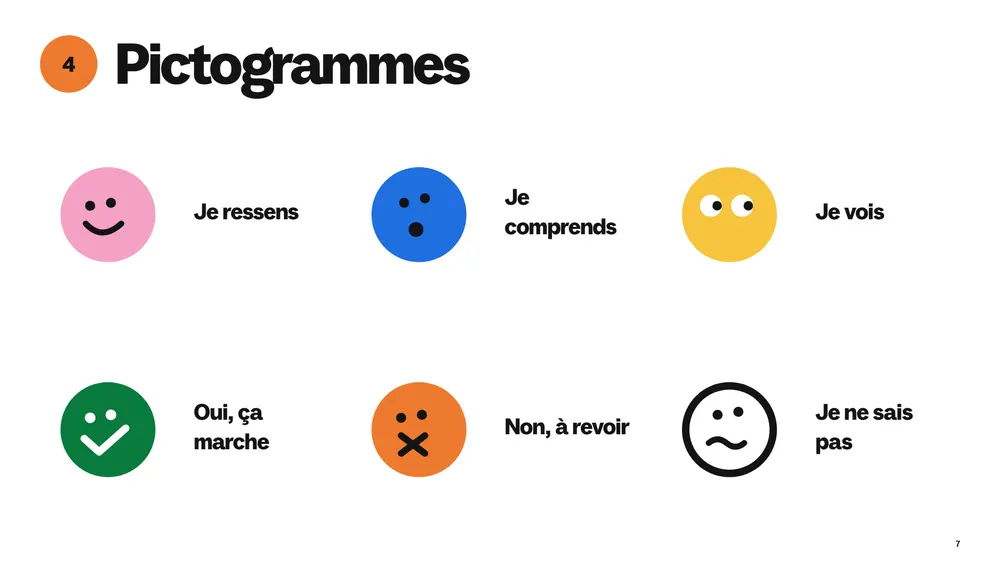 4
Pictogrammes
Je ressens
Je
comprends
Je vois
Oui, ça
marche
Non, à revoir
Je ne sais
pas
7